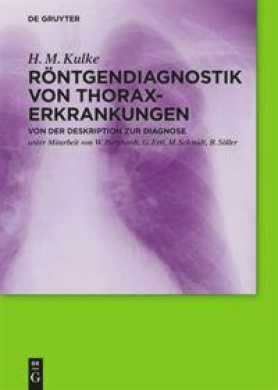 DE GRUYTER
H. M. Kulke
RÖNTGENDIAGNOSTIK
VON THORAX-
ERKRANKUNGEN
VON DER DESKRIPTION ZUR DIAGNOSE
unter Mitarbeit von W. Burghardt, G. Ertl, M. Schmidt, B. Söller
DE
G